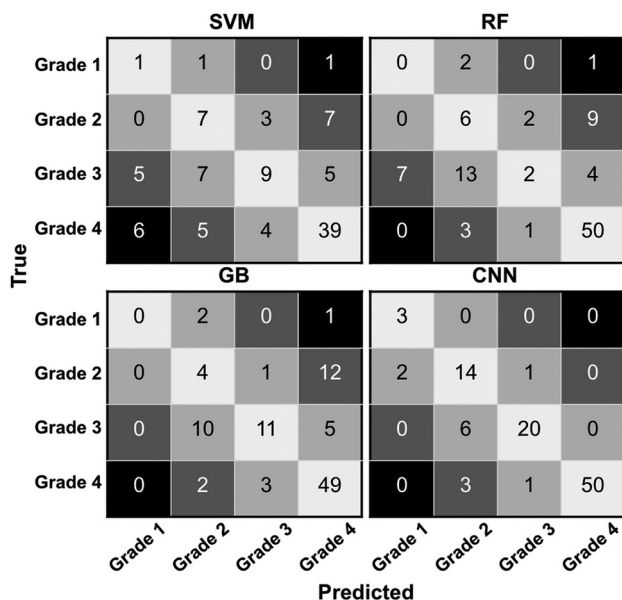 SVM RF
Grade 1 1 1 0 1 0 2 0 1
Grade 2 0 7 3 7 0 6 2 9
Grade 3 5 7 9 5 7 13 2 4
Grade 4 6 5 4 39 0 3 1 50
True
GB CNN
Grade 1 0 2 0 1 3 0 0 0
Grade 2 0 4 1 12 2 14 1 0
Grade 3 0 10 11 5 0 6 20 0
Grade 4 0 2 3 49 0 3 1 50
Grade 1 Grade 2 Grade 3 Grade 4 Grade 1 Grade 2 Grade 3 Grade 4
Predicted